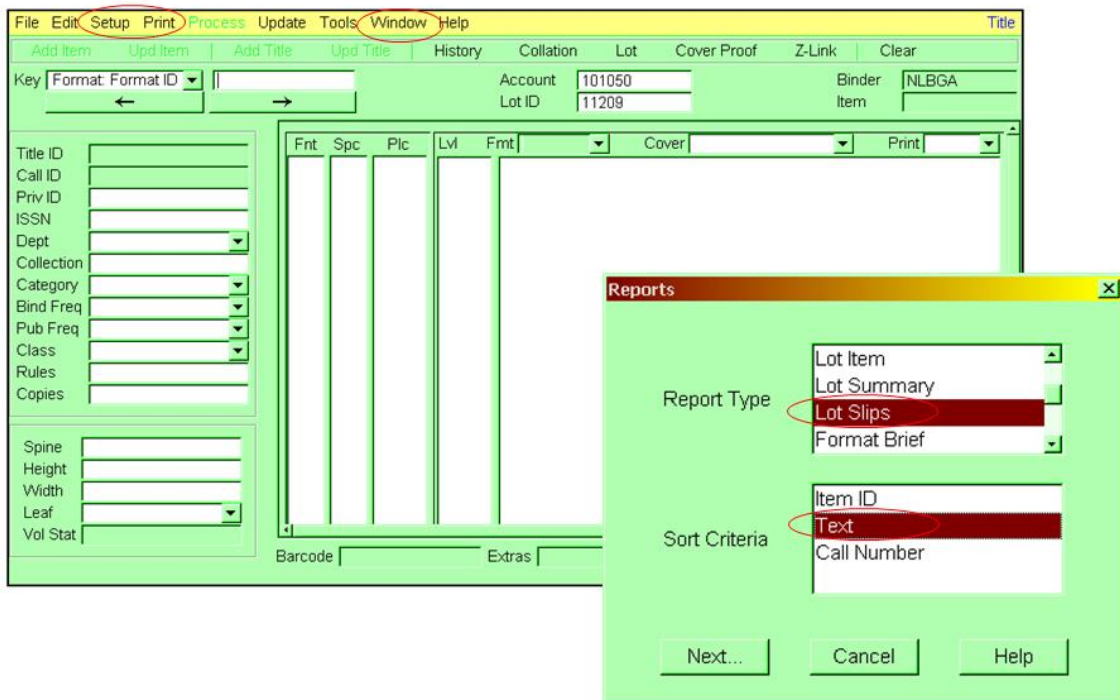 File Edit Setup Print Process Update Tools Window Help Title
Add Item Upd Item Add Title Upd Title History Collation Lot Cover Proof Z-Link Clear
Key Format: Format ID Account 101050 Binder NLBGA
← → Lot ID 11209 Item
Fnt Spc Plc Lvl Fmt Cover Print
Title ID
Call ID
Priv ID
ISSN
Dept
Collection
Category
Bind Freq
Pub Freq
Class
Rules
Copies
Spine
Height
Width
Leaf
Vol Stat
Barcode Extras
Reports
Report Type
Lot Item
Lot Summary
Lot Slips
Format Brief
Sort Criteria
Item ID
Text
Call Number
Next... Cancel Help